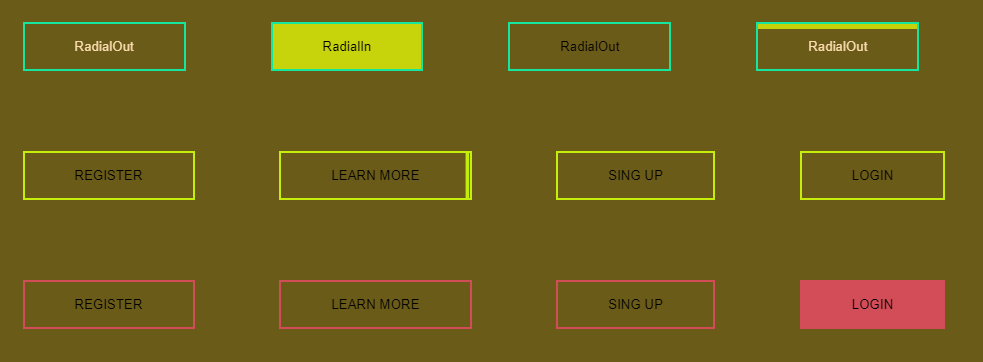 RadialOut
RadialIn
RadialOut
RadialOut
REGISTER
LEARN MORE
SING UP
LOGIN
REGISTER
LEARN MORE
SING UP
LOGIN